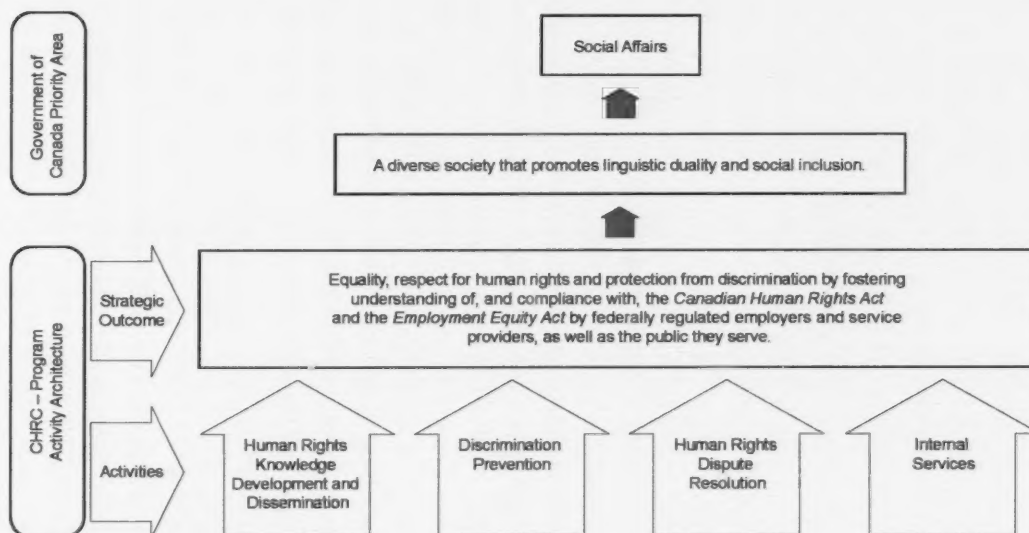 Government of
Canada Priority Area
Social Affairs
A diverse society that promotes linguistic duality and social inclusion.
CHRC – Program
Activity Architecture
Strategic
Outcome
Equality, respect for human rights and protection from discrimination by fostering
understanding of, and compliance with, the Canadian Human Rights Act
and the Employment Equity Act by federally regulated employers and service
providers, as well as the public they serve.
Activities
Human Rights
Knowledge
Development and
Dissemination
Discrimination
Prevention
Human Rights
Dispute
Resolution
Internal
Services